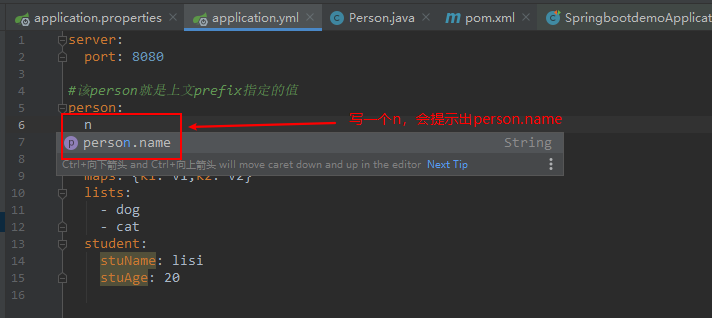 application.properties application.yml Person.java pom.xml SpringbootdemoApplicat
1 server:
2 port: 8080
3
4 #该person就是上文prefix指定的值
5 person:
6 n 写一个n，会提示出person.name
7 person.name String
8 Ctrl+向下箭头 and Ctrl+向上箭头 will move caret down and up in the editor Next Tip
9 maps: {k1: v1,k2: v2}
10 lists:
11 - dog
12 - cat
13 student:
14 stuName: lisi
15 stuAge: 20
16